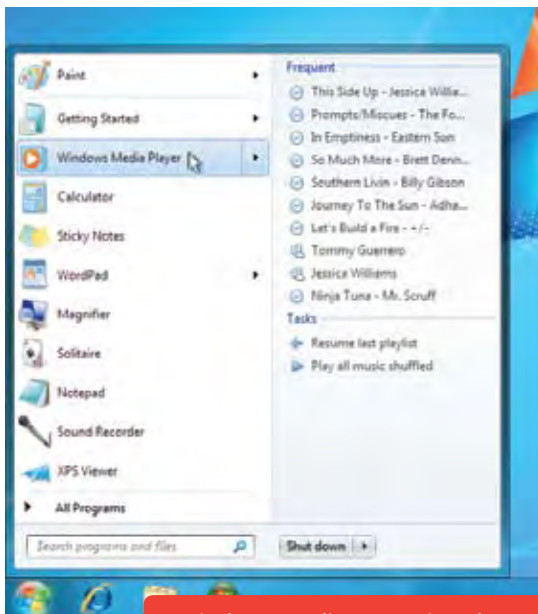 Paint
Getting Started
Windows Media Player
Calculator
Sticky Notes
WordPad
Magnifier
Solitaire
Notepad
Sound Recorder
XPS Viewer
All Programs
Search programs and files
Frequent
This Side Up - Jessica Willia...
Prompts/Miscues - The Fo...
In Emptiness - Eastern Sun
So Much More - Brett Denn...
Southern Livin - Billy Gibson
Journey To The Sun - Adha...
Let's Build a Fire - +/-
Tommy Guerrero
Jessica Williams
Ninja Tuna - Mr. Scruff
Tasks
Resume last playlist
Play all music shuffled
Shut down